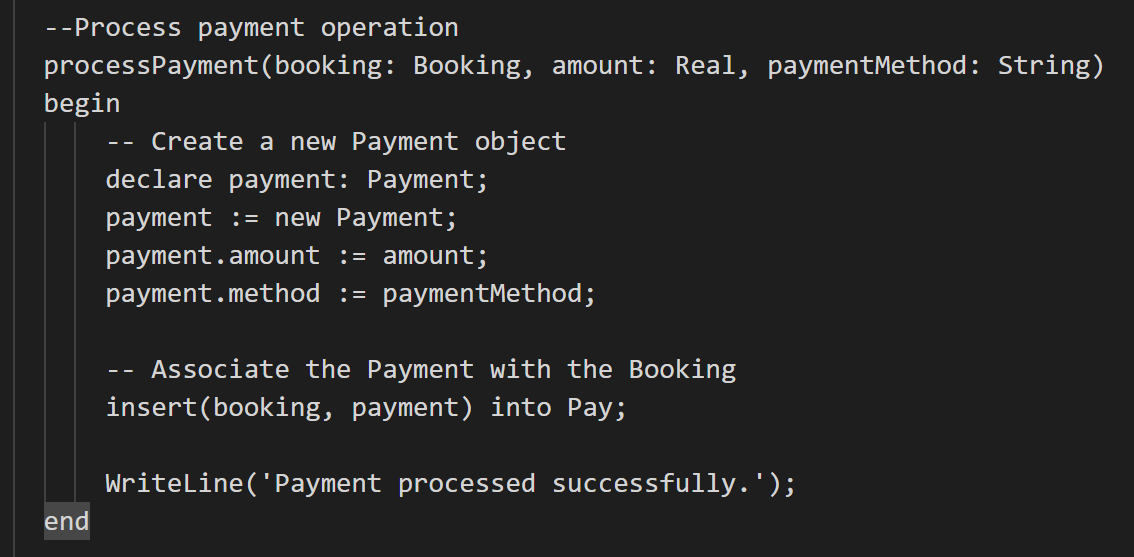 --Process payment operation
processPayment(booking: Booking, amount: Real, paymentMethod: String)
begin
-- Create a new Payment object
declare payment: Payment;
payment := new Payment;
payment.amount := amount;
payment.method := paymentMethod;
-- Associate the Payment with the Booking
insert(booking, payment) into Pay;
WriteLine('Payment processed successfully.');
end